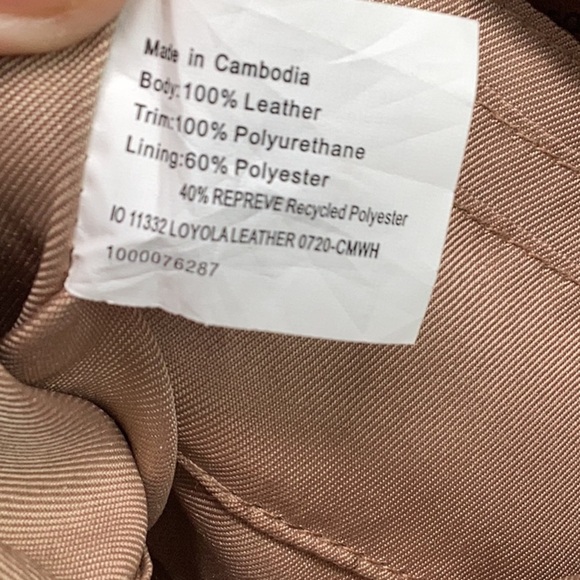 Made in Cambodia
Body:100% Leather
Trim:100% Polyurethane
Lining:60% Polyester
40% REPREVE Recycled Polyester
IO 11332 LOYOLA LEATHER 0720-CMWH
1000076287